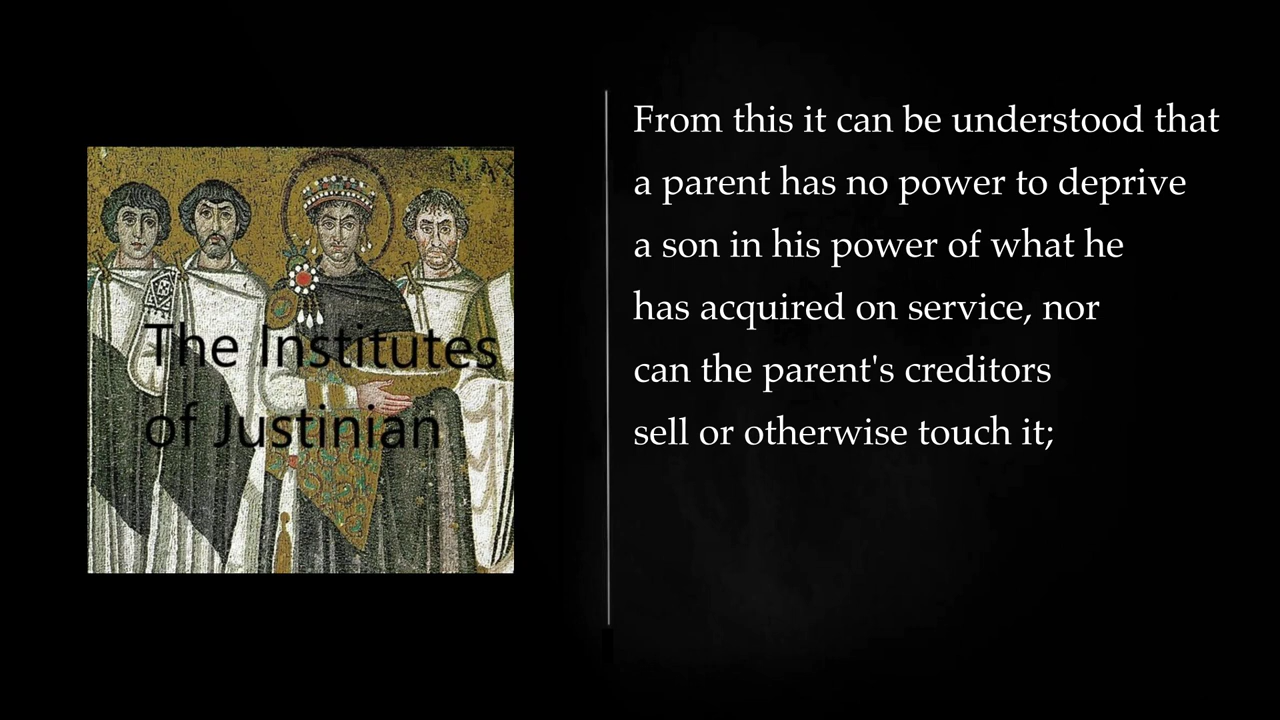 MAX
The Institutes
of Justinian
From this it can be understood that
a parent has no power to deprive
a son in his power of what he
has acquired on service, nor
can the parent's creditors
sell or otherwise touch it;